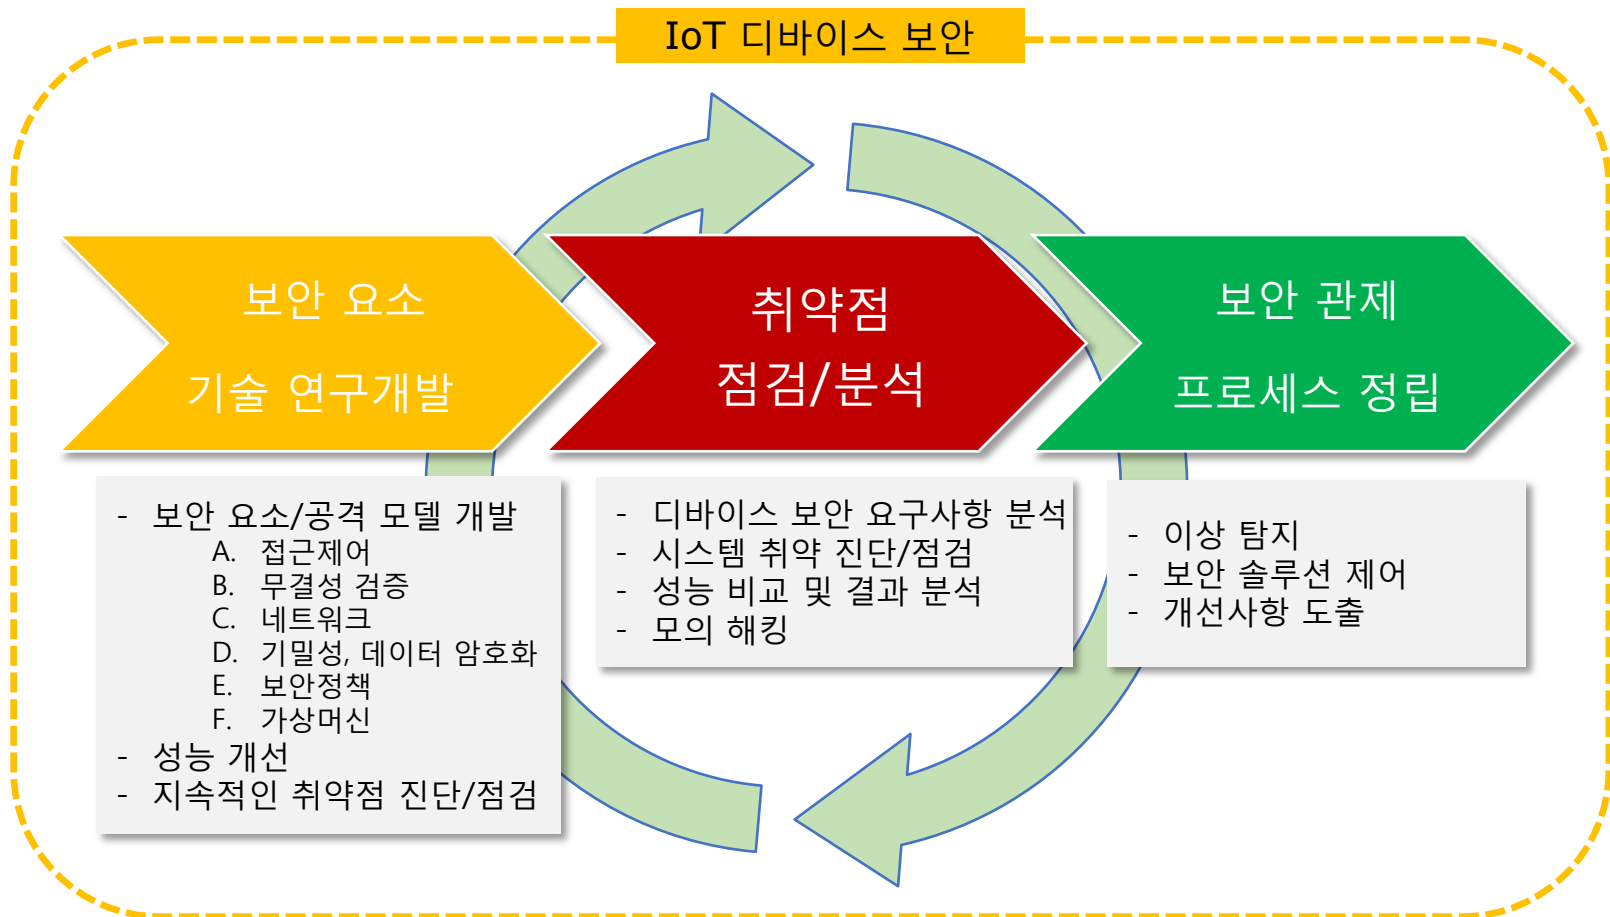 IoT 디바이스 보안
보안 요소
기술 연구개발
취약점
점검/분석
보안 관제
프로세스 정립
- 보안 요소/공격 모델 개발
A. 접근제어
B. 무결성 검증
C. 네트워크
D. 기밀성, 데이터 암호화
E. 보안정책
F. 가상머신
- 성능 개선
- 지속적인 취약점 진단/점검
- 디바이스 보안 요구사항 분석
- 시스템 취약 진단/점검
- 성능 비교 및 결과 분석
- 모의 해킹
- 이상 탐지
- 보안 솔루션 제어
- 개선사항 도출